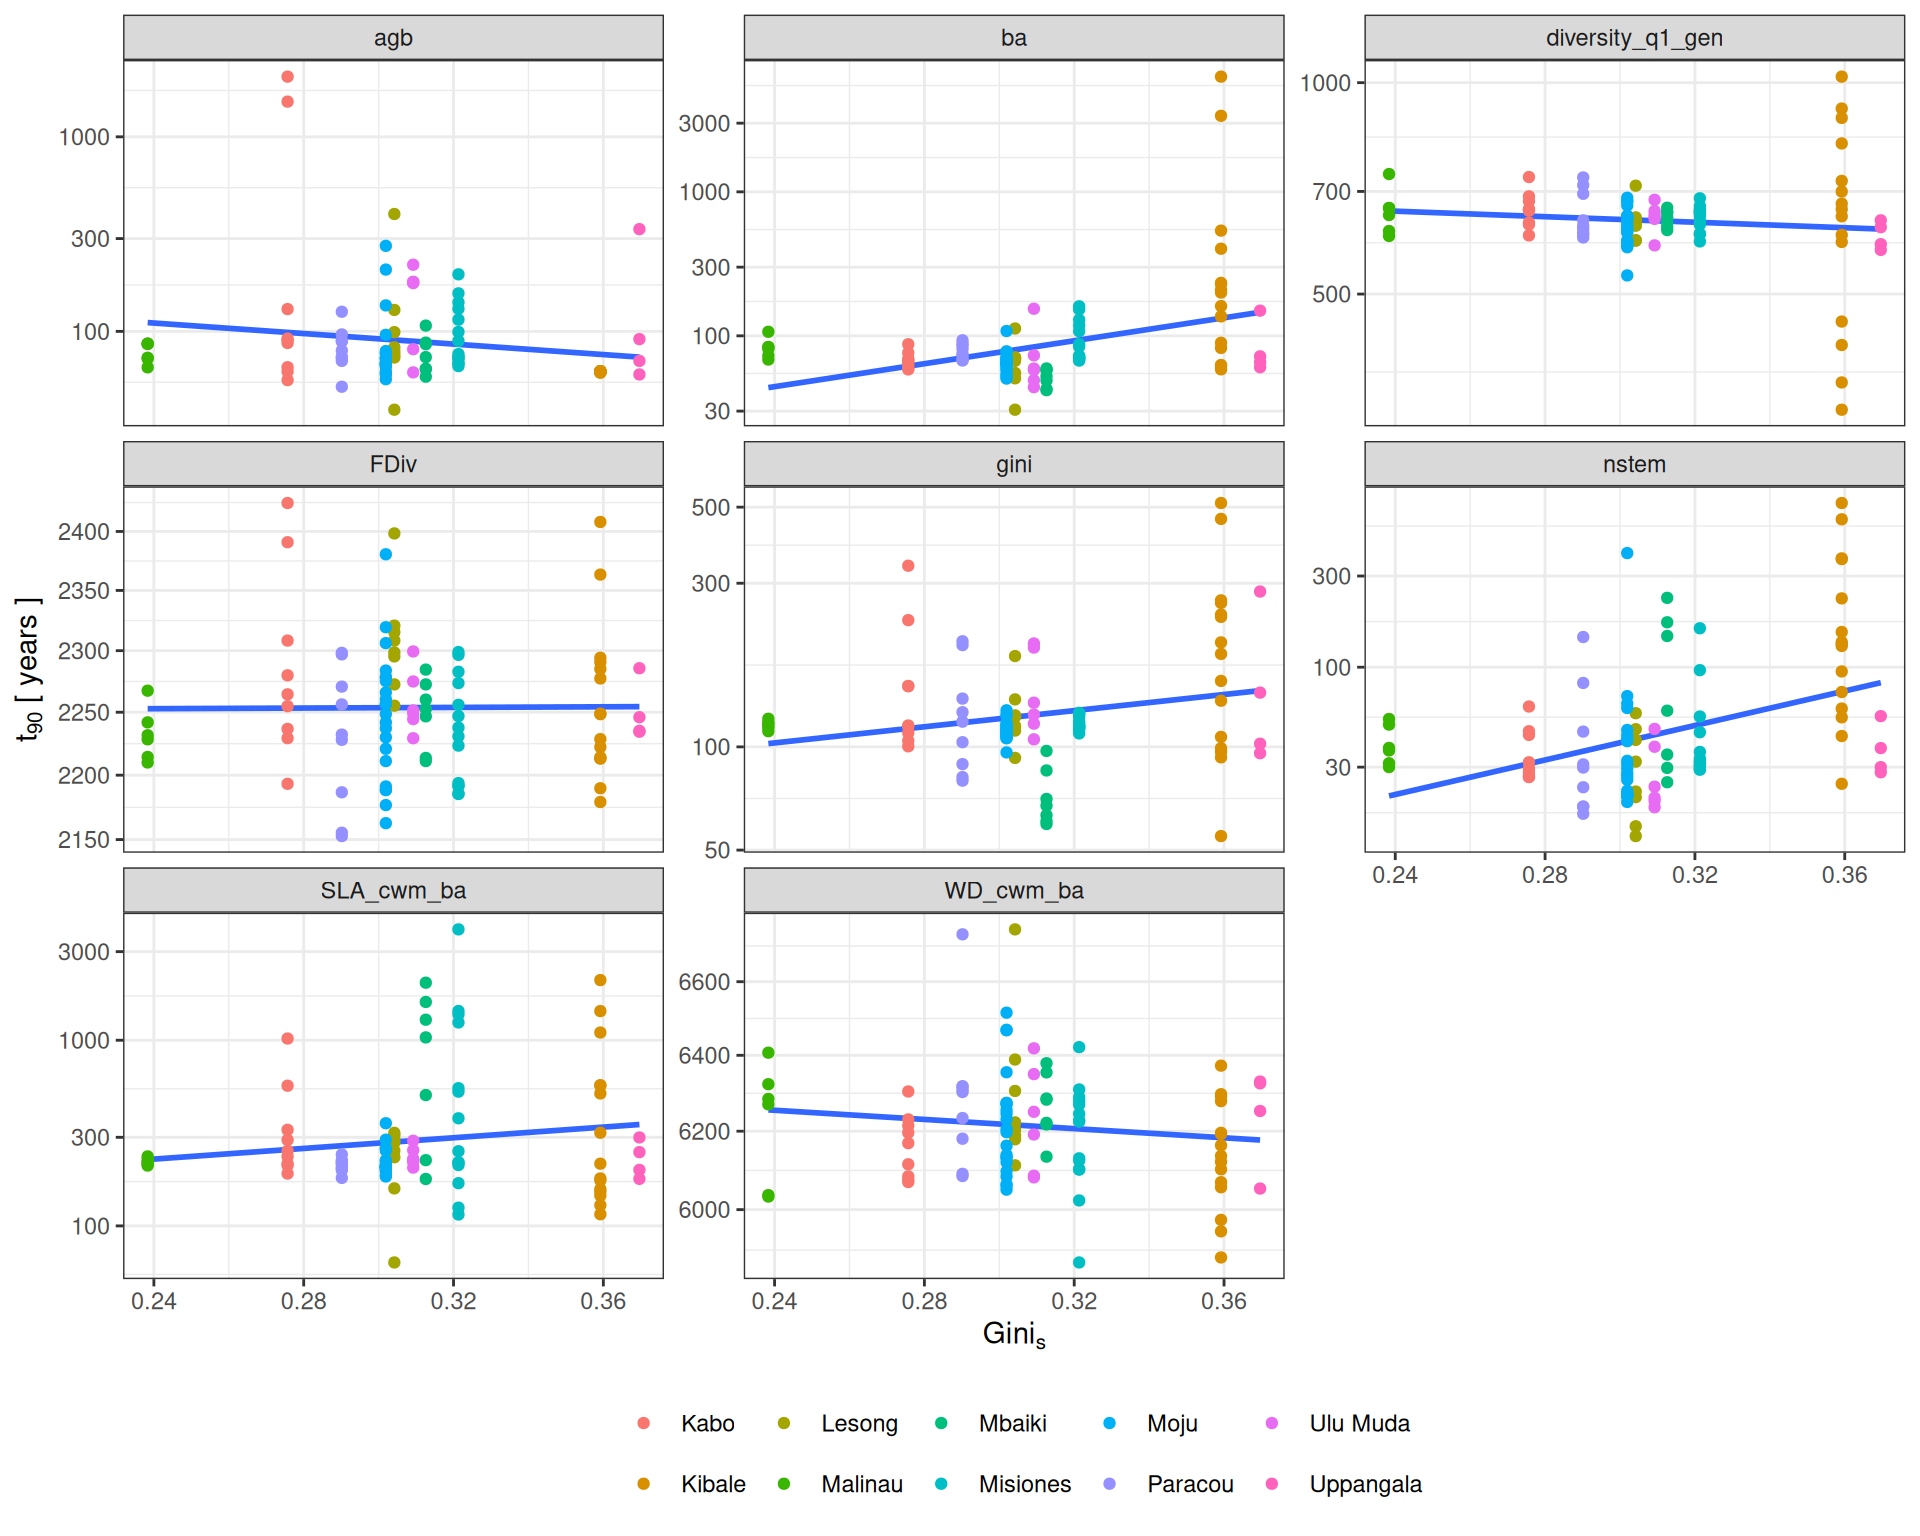 agb
ba
diversity_q1_gen
1000
300
100
3000
1000
300
100
30
1000
700
500
FDiv
gini
nstem
t90 [ years ]
2400
2350
2300
2250
2200
2150
500
300
100
50
300
100
30
0.24 0.28 0.32 0.36
SLA_cwm_ba
WD_cwm_ba
3000
1000
300
100
6600
6400
6200
6000
0.24 0.28 0.32 0.36
0.24 0.28 0.32 0.36
Ginis
Kabo Lesong Mbaiki Moju Ulu Muda
Kibale Malinau Misiones Paracou Uppangala